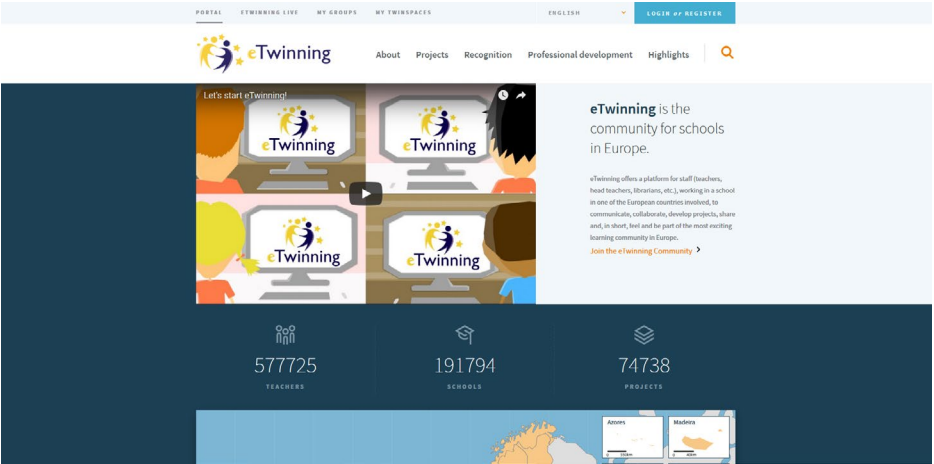 PORTAL ETWINNING LIVE MY GROUPS MY TWINSPACES ENGLISH LOGIN or REGISTER
eTwinning About Projects Recognition Professional development Highlights
Let's start eTwinning!
eTwinning eTwinning
eTwinning eTwinning
eTwinning is the
community for schools
in Europe.
eTwinning offers a platform for staff (teachers,
head teachers, librarians, etc.), working in a school
in one of the European countries involved, to
communicate, collaborate, develop projects, share
and, in short, feel and be part of the most exciting
learning community in Europe.
Join the eTwinning Community
577725 191794 74738
TEACHERS SCHOOLS PROJECTS
Azores Madeira